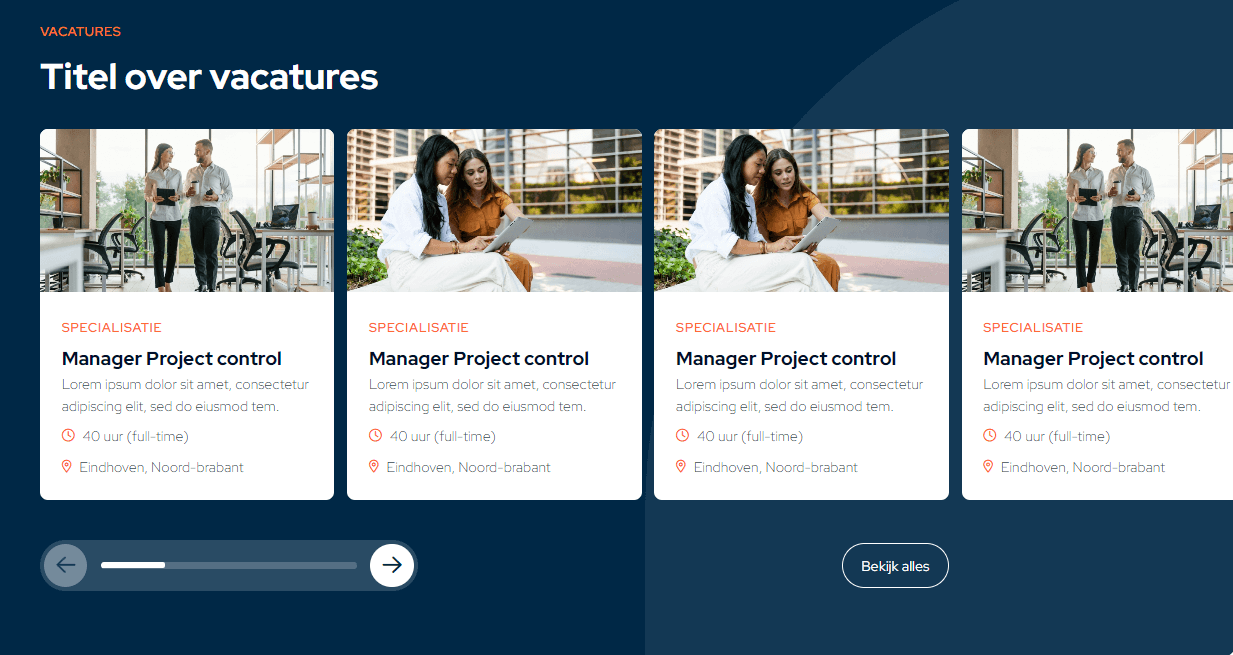 VACATURES
Titel over vacatures
SPECIALISATIE
Manager Project control
Lorem ipsum dolor sit amet, consectetur
adipiscing elit, sed do eiusmod tem.
40 uur (full-time)
Eindhoven, Noord-brabant
SPECIALISATIE
Manager Project control
Lorem ipsum dolor sit amet, consectetur
adipiscing elit, sed do eiusmod tem.
40 uur (full-time)
Eindhoven, Noord-brabant
SPECIALISATIE
Manager Project control
Lorem ipsum dolor sit amet, consectetur
adipiscing elit, sed do eiusmod tem.
40 uur (full-time)
Eindhoven, Noord-brabant
SPECIALISATIE
Manager Project control
Lorem ipsum dolor sit amet, consectetur
adipiscing elit, sed do eiusmod tem.
40 uur (full-time)
Eindhoven, Noord-brabant
Bekijk alles